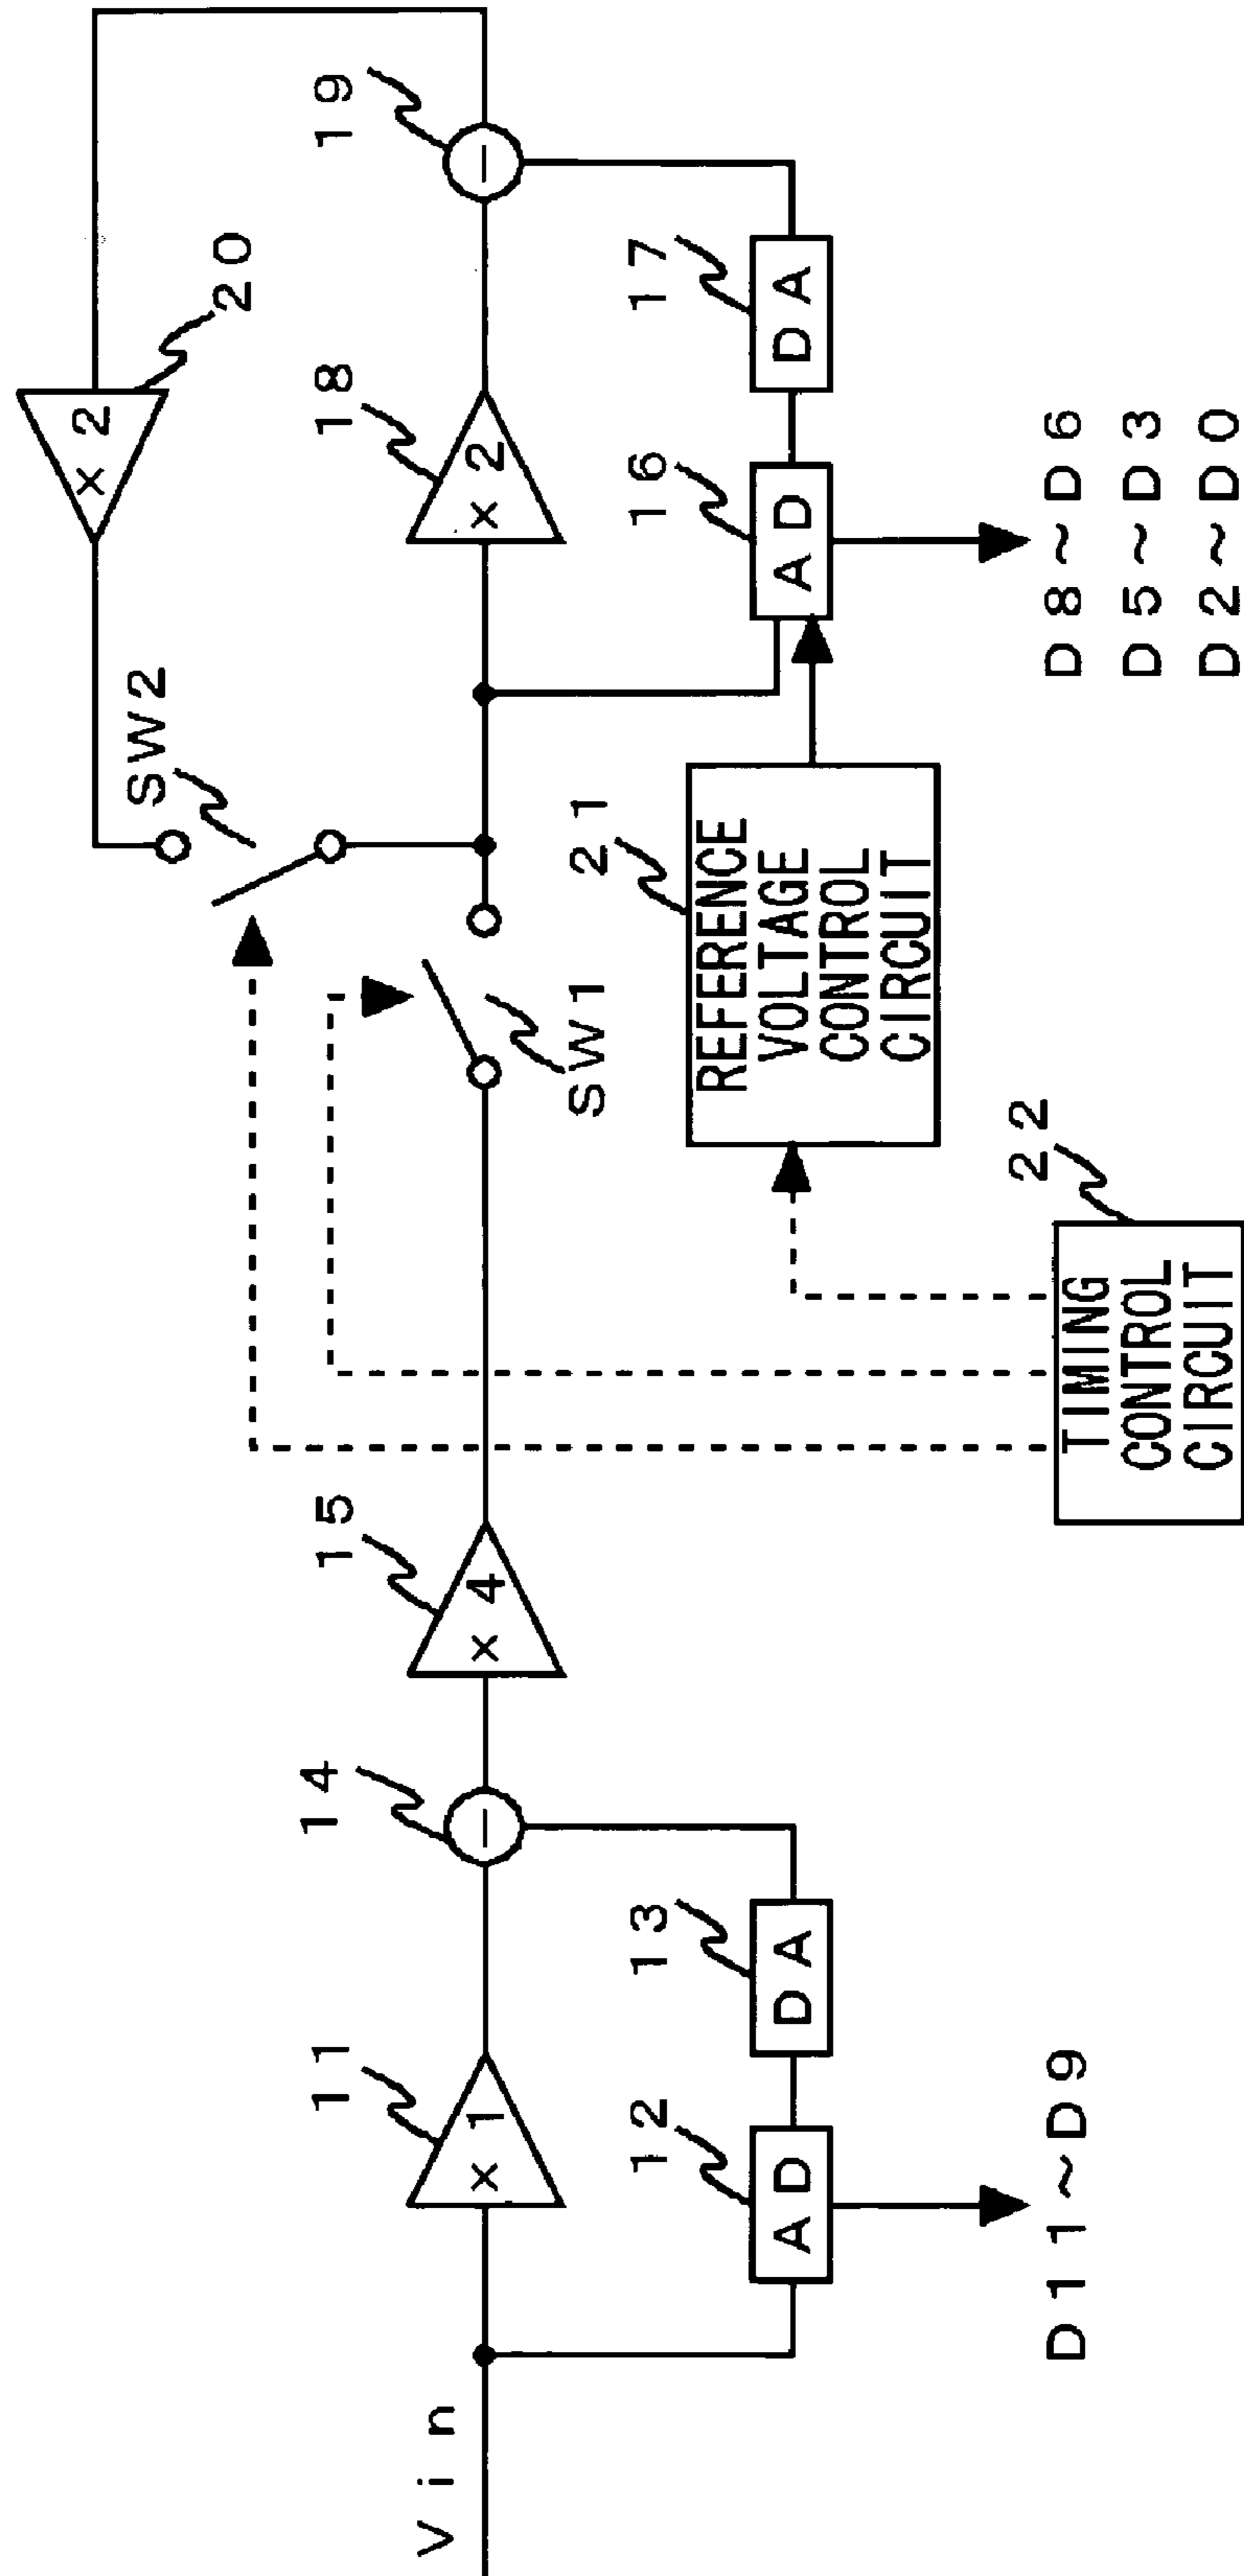 Vin
11
×1
12
AD
13
DA
14
−
15
×4
D11~D9
SW1
SW2
16
AD
17
DA
18
×2
19
−
20
×2
21
REFERENCE
VOLTAGE
CONTROL
CIRCUIT
22
TIMING
CONTROL
CIRCUIT
D8~D6
D5~D3
D2~D0